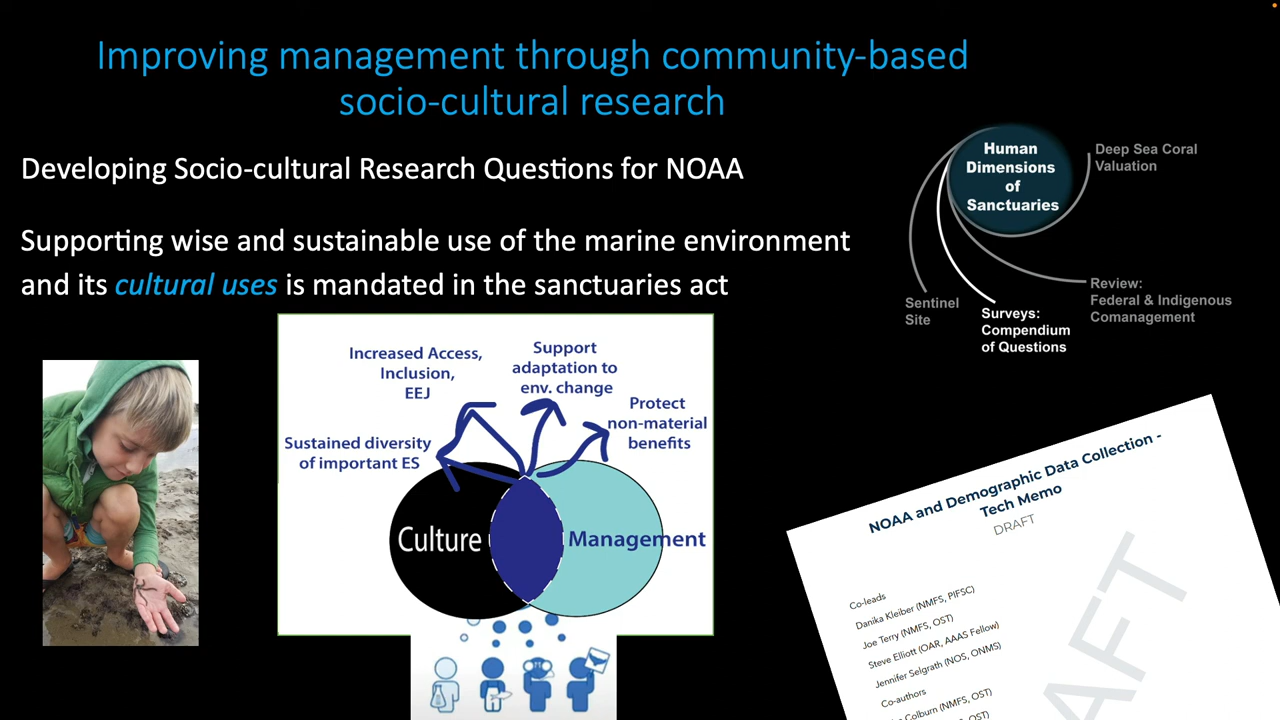 Improving management through community-based
socio-cultural research
Developing Socio-cultural Research Questions for NOAA
Supporting wise and sustainable use of the marine environment
and its cultural uses is mandated in the sanctuaries act
Human
Dimensions
of
Sanctuaries
Deep Sea Coral
Valuation
Review:
Federal & Indigenous
Comanagement
Sentinel
Site
Surveys:
Compendium
of Questions
Increased Access,
Inclusion,
EEJ
Support
adaptation to
env. change
Protect
non-material
benefits
Sustained diversity
of important ES
Culture
Management
NOAA and Demographic Data Collection -
Tech Memo
DRAFT
Co-leads
Danika Kleiber (NMFS, PIFSC)
Joe Terry (NMFS, OST)
Steve Elliott (OAR, AAAS Fellow)
Jennifer Selgrath (NOS, ONMS)
Co-authors
Colburn (NMFS, OST)
OST)
AFT